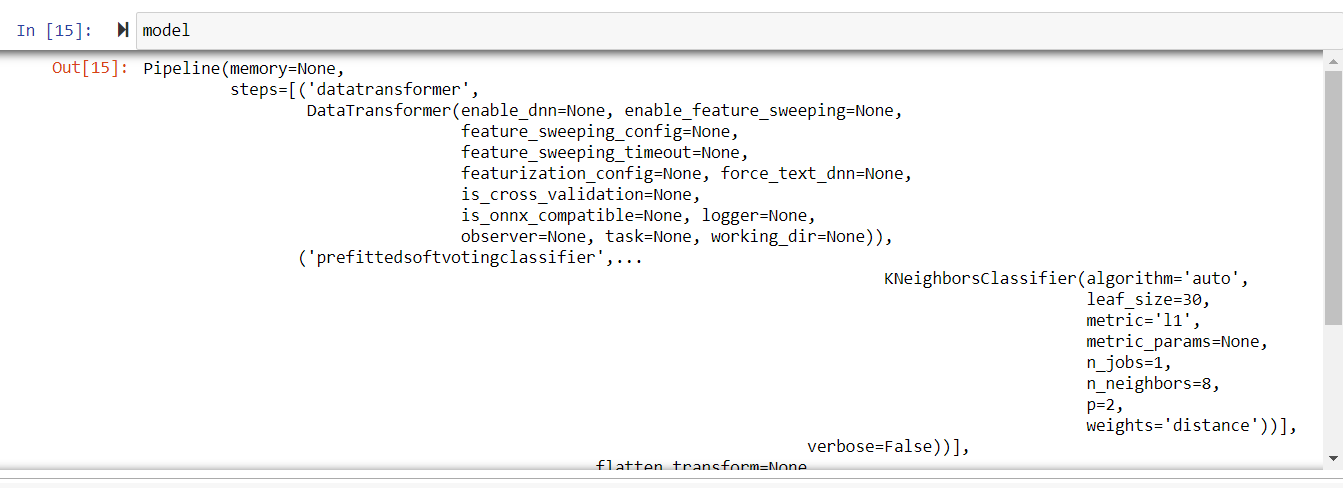 In [15]: model
Out[15]: Pipeline(memory=None,
steps=[('datatransformer',
DataTransformer(enable_dnn=None, enable_feature_sweeping=None,
feature_sweeping_config=None,
feature_sweeping_timeout=None,
featurization_config=None, force_text_dnn=None,
is_cross_validation=None,
is_onnx_compatible=None, logger=None,
observer=None, task=None, working_dir=None)),
('prefittedsoftvotingclassifier',...
KNeighborsClassifier(algorithm='auto',
leaf_size=30,
metric='l1',
metric_params=None,
n_jobs=1,
n_neighbors=8,
p=2,
weights='distance'))],
verbose=False))],
flatten_transform=None